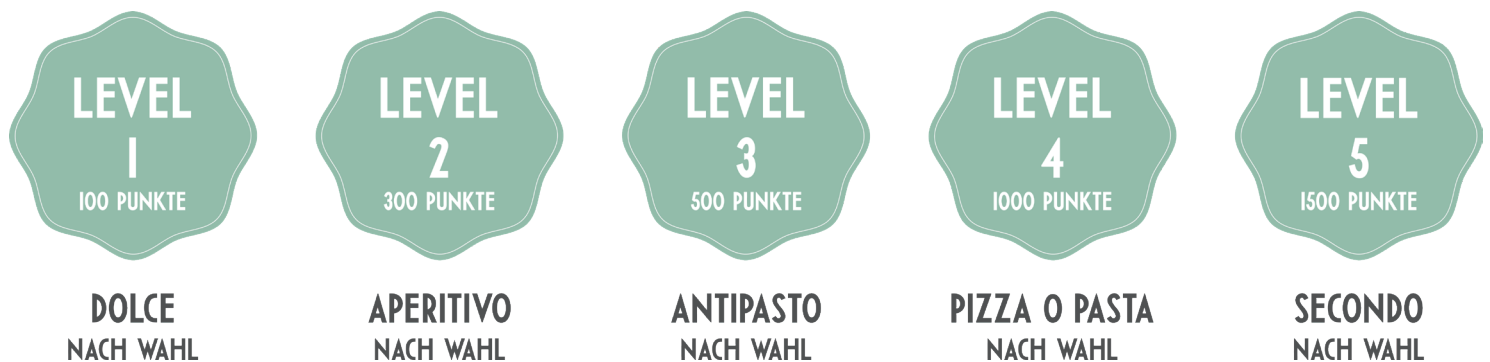 LEVEL
1
100 PUNKTE
DOLCE
NACH WAHL
LEVEL
2
300 PUNKTE
APERITIVO
NACH WAHL
LEVEL
3
500 PUNKTE
ANTIPASTO
NACH WAHL
LEVEL
4
1000 PUNKTE
PIZZA O PASTA
NACH WAHL
LEVEL
5
1500 PUNKTE
SECONDO
NACH WAHL